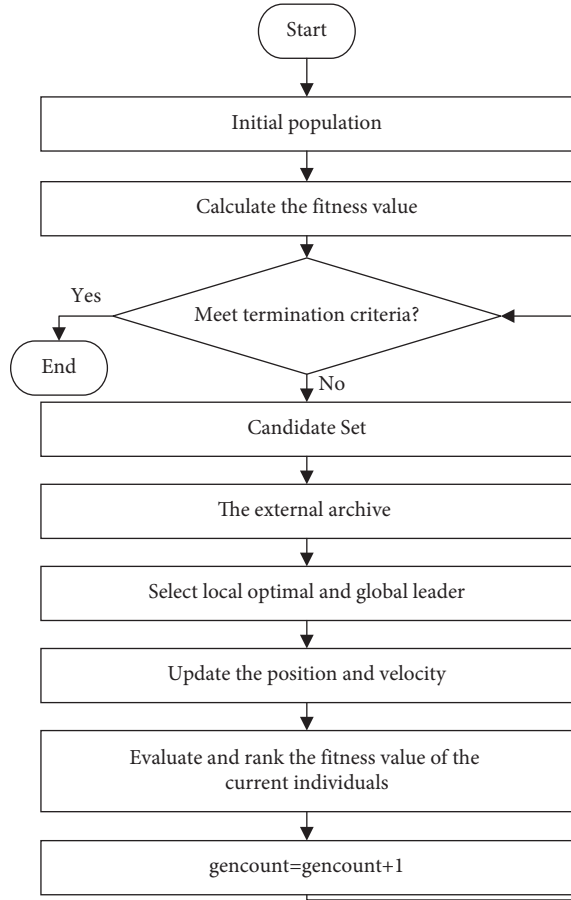 Start
Initial population
Calculate the fitness value
Meet termination criteria?
Yes
End
No
Candidate Set
The external archive
Select local optimal and global leader
Update the position and velocity
Evaluate and rank the fitness value of the
current individuals
gencount=gencount+1